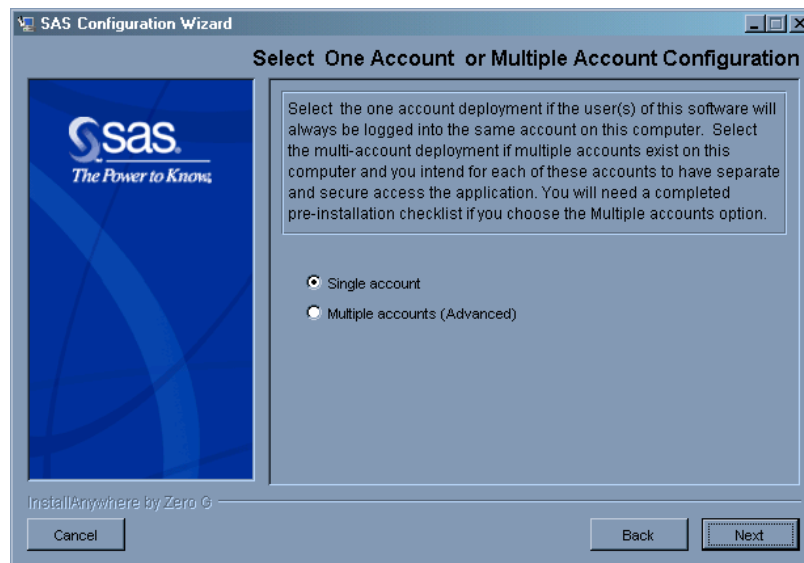 SAS Configuration Wizard
Select One Account or Multiple Account Configuration
sas.
The Power to Know.
Select the one account deployment if the user(s) of this software will
always be logged into the same account on this computer. Select
the multi-account deployment if multiple accounts exist on this
computer and you intend for each of these accounts to have separate
and secure access the application. You will need a completed
pre-installation checklist if you choose the Multiple accounts option.
Single account
Multiple accounts (Advanced)
InstallAnywhere by Zero G
Cancel
Back
Next